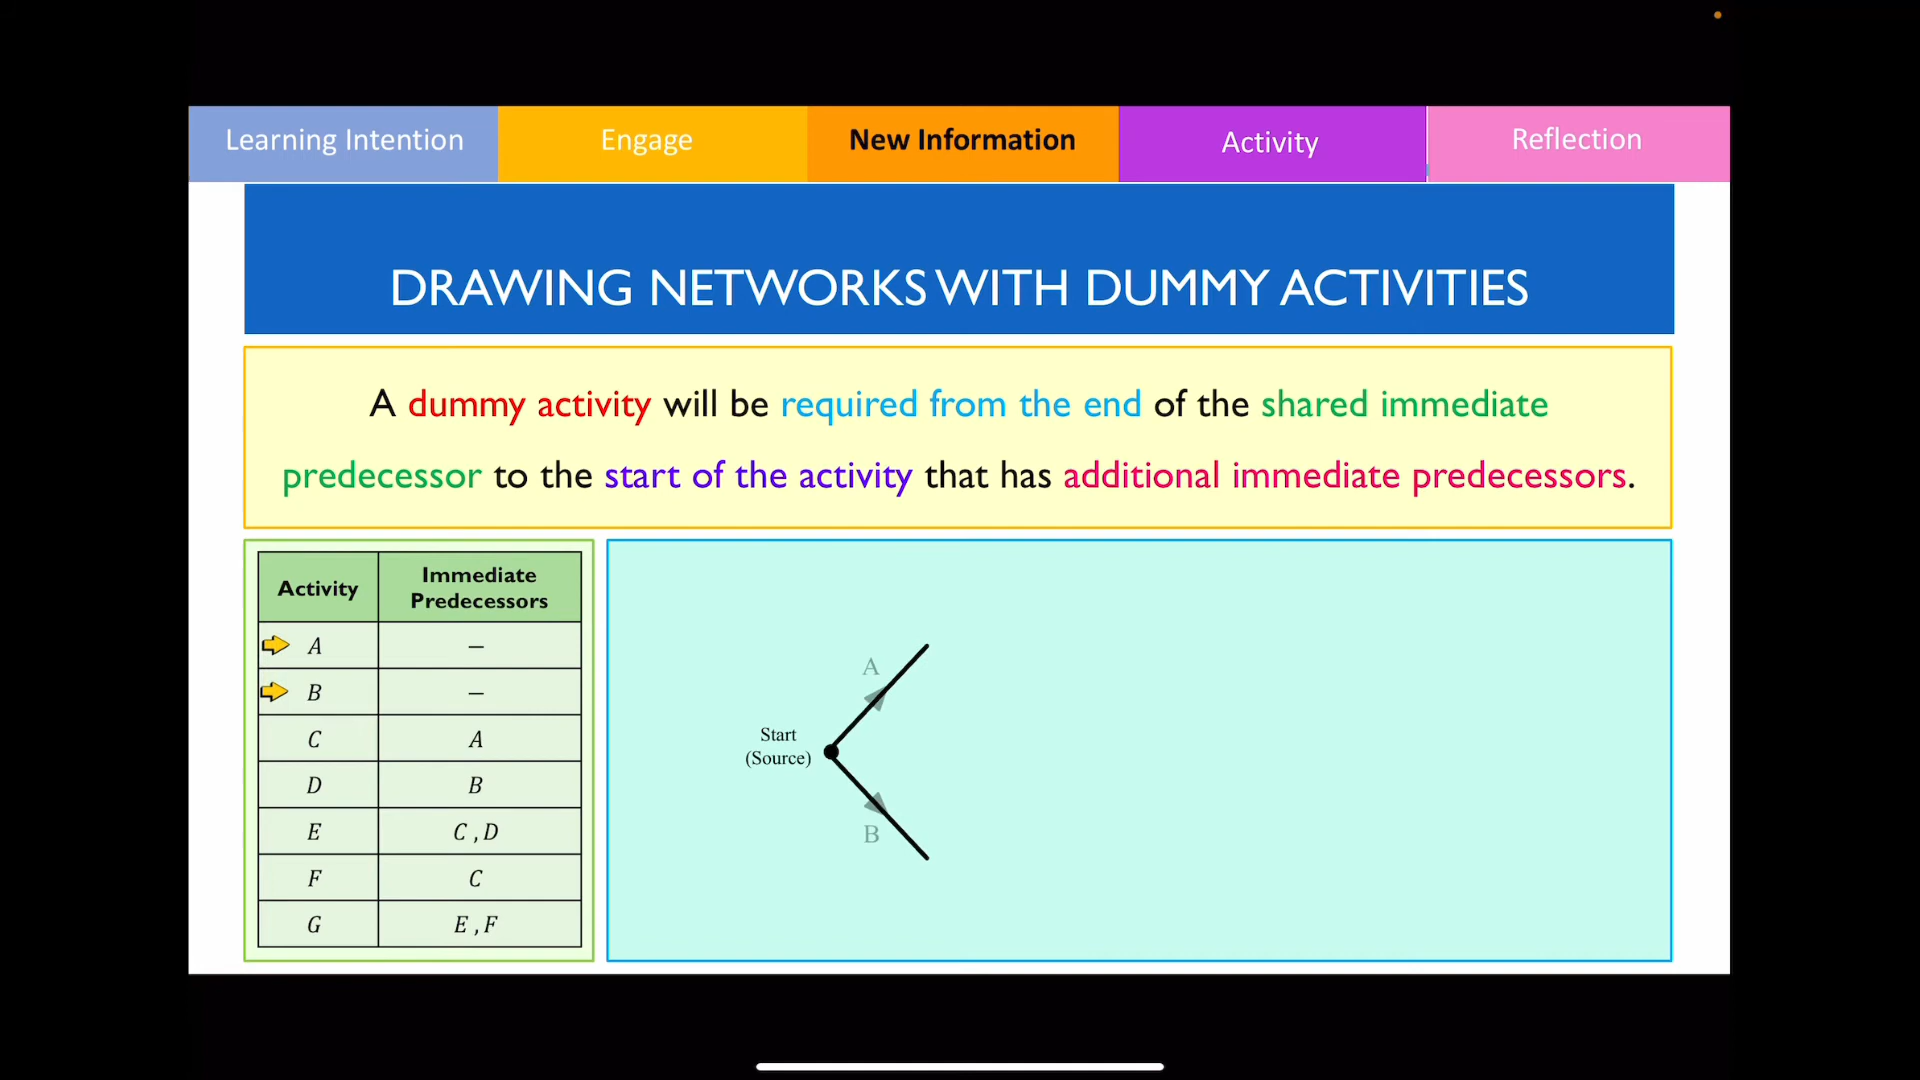 Learning Intention
Engage
New Information
Activity
Reflection
DRAWING NETWORKS WITH DUMMY ACTIVITIES
A dummy activity will be required from the end of the shared immediate
predecessor to the start of the activity that has additional immediate predecessors.
Activity Immediate Predecessors
A –
B –
C A
D B
E C , D
F C
G E , F
A
Start
(Source)
B